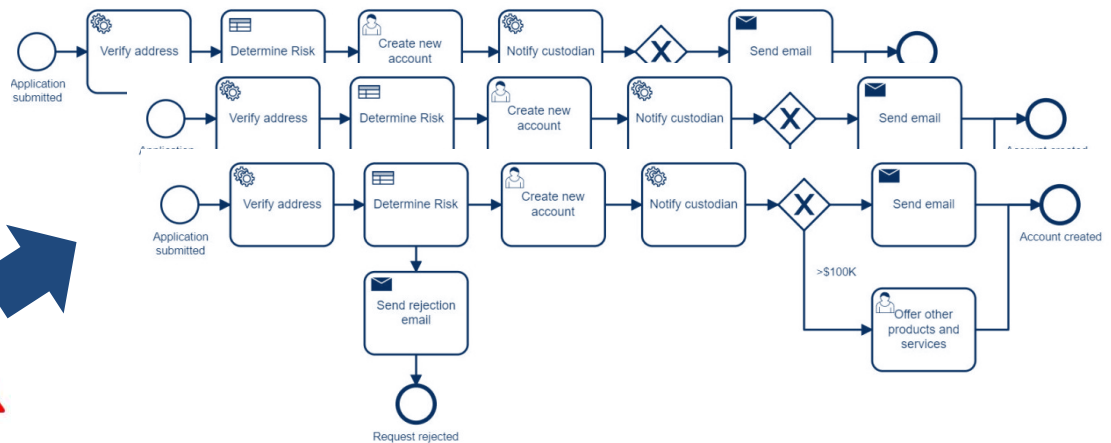 Verify address
Determine Risk
Create new
account
Notify custodian
X
Send email
Application
submitted
Verify address
Determine Risk
Create new
account
Notify custodian
X
Send email
Verify address
Determine Risk
Create new
account
Notify custodian
X
Send email
Application
submitted
Account created
>$100K
Send rejection
email
Offer other
products and
services
Request rejected